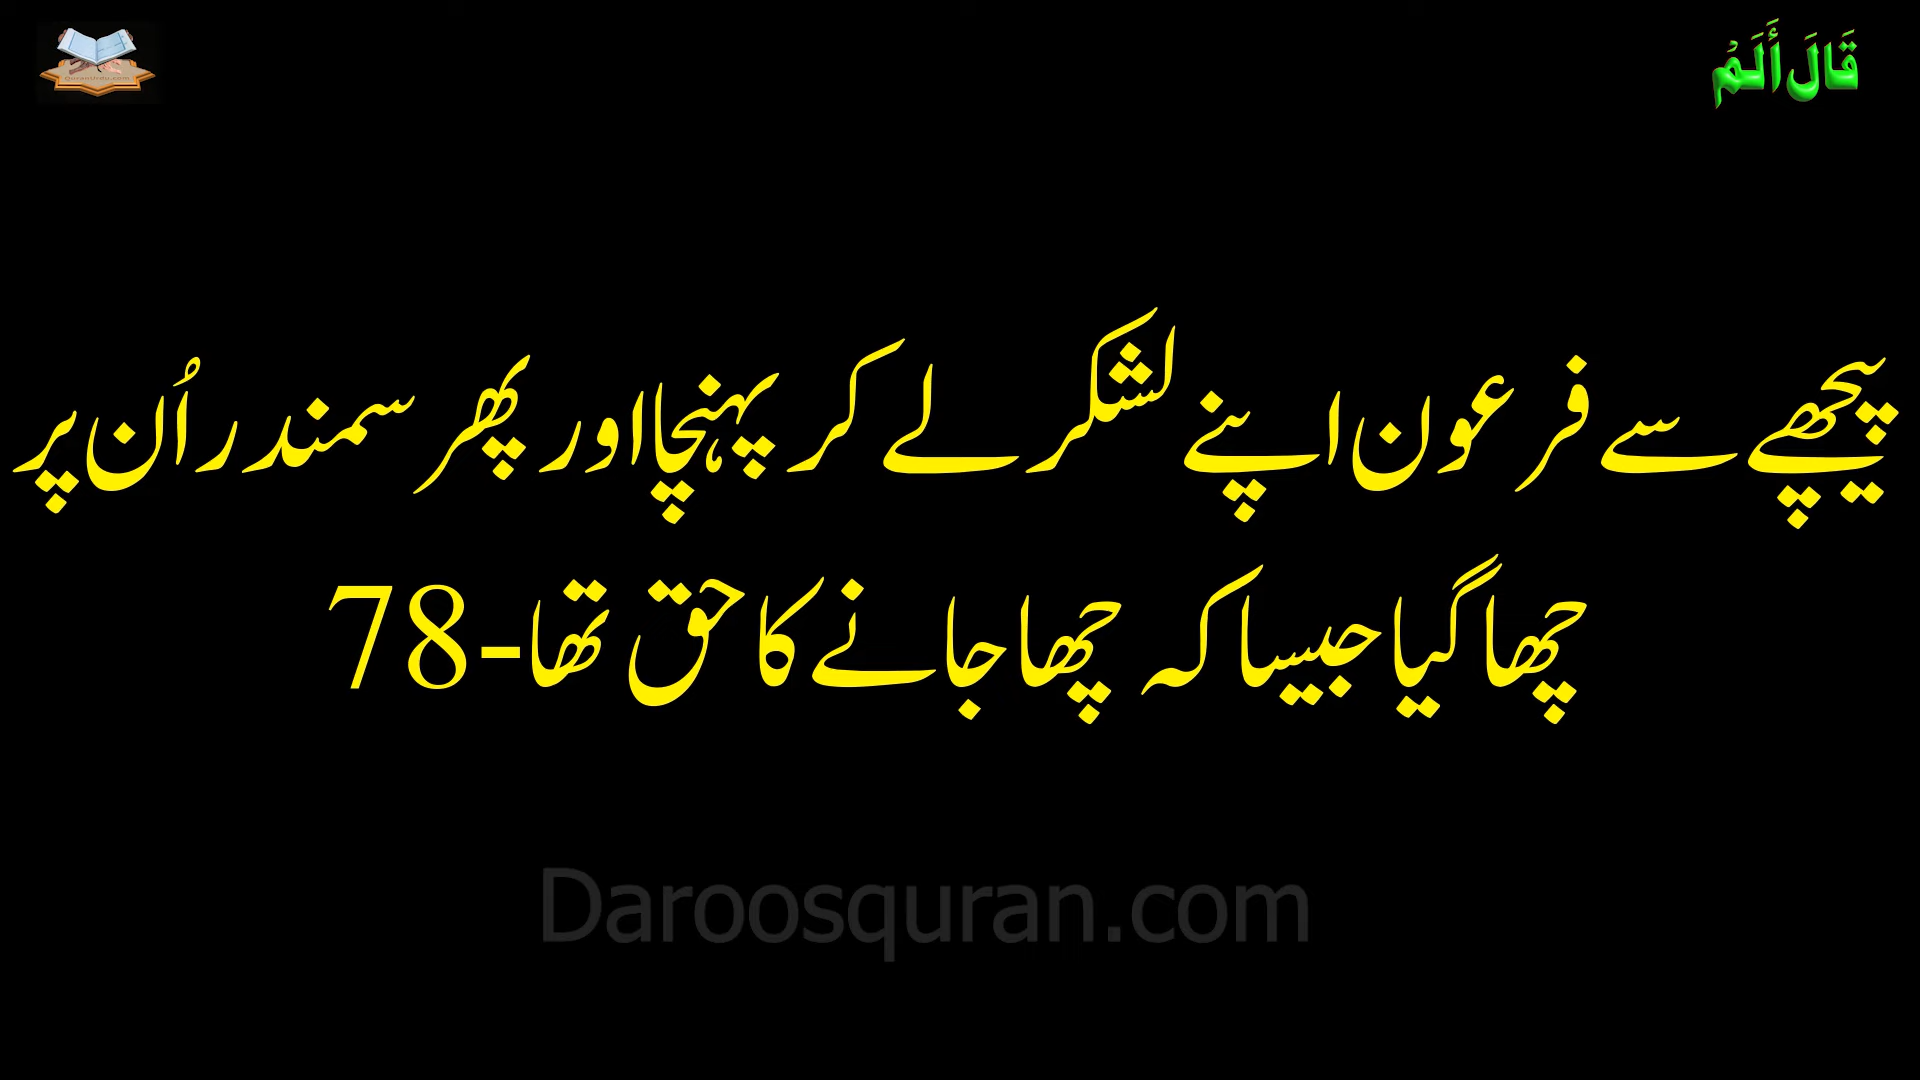 قَالَ أَلَمْ
پیچھے سے فرعون اپنے لشکر لے کر پہنچا اور پھر سمندر اُن پر
چھا گیا جیسا کہ چھا جانے کا حق تھا-78
Daroosquran.com